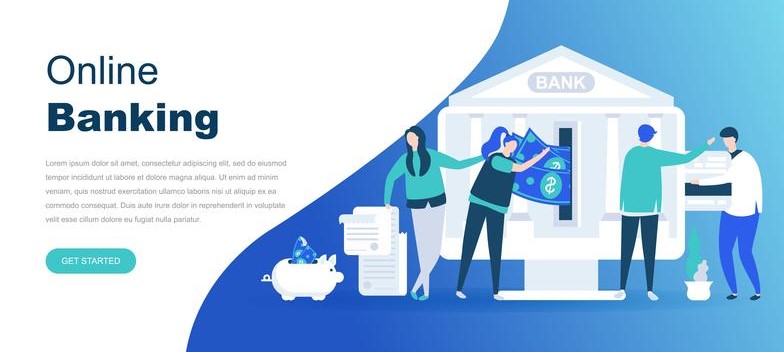 Online
Banking
Lorem ipsum dolor sit amet, consectetur adipiscing elit, sed do eiusmod
tempor incididunt ut labore et dolore magna aliqua. Ut enim ad minim
veniam, quis nostrud exercitation ullamco laboris nisi ut aliquip ex ea
commodo consequat. Duis aute irure dolor in reprehenderit in voluptate
velit esse cillum dolore eu fugiat nulla pariatur.
GET STARTED
BANK
$